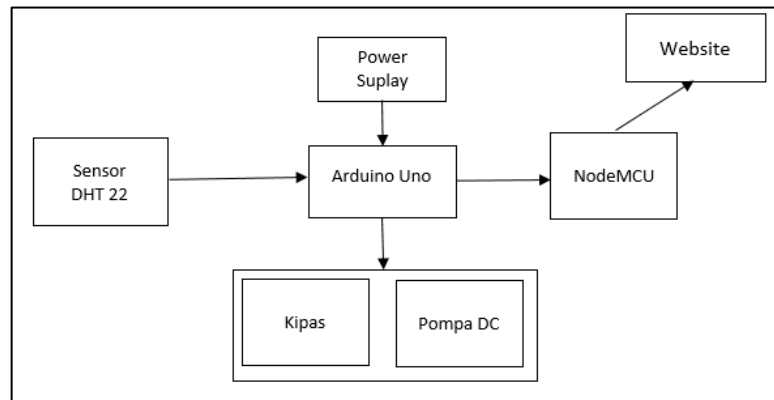 Website
Power
Suplay
Sensor
DHT 22
Arduino Uno
NodeMCU
Kipas
Pompa DC